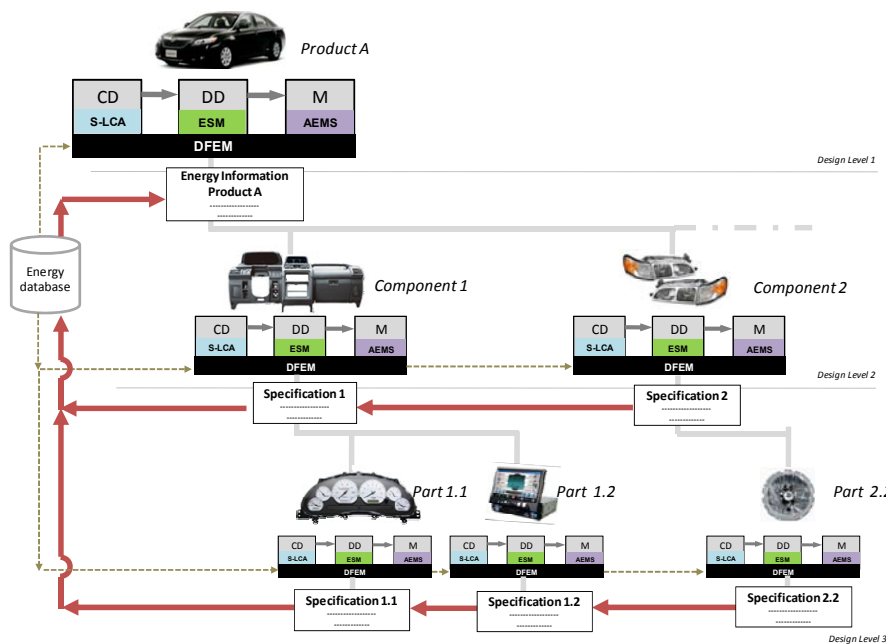 Product A
CD
DD
M
S-LCA
ESM
AEMS
DFEM
Design Level 1
Energy Information
Product A
------------------
-------------
Energy
database
Component 1
Component 2
CD
DD
M
S-LCA
ESM
AEMS
DFEM
CD
DD
M
S-LCA
ESM
AEMS
DFEM
Design Level 2
Specification 1
------------------
-------------
Specification 2
------------------
-------------
Part 1.1
Part 1.2
Part 2.2
CD
DD
M
S-LCA
ESM
AEMS
DFEM
CD
DD
M
S-LCA
ESM
AEMS
DFEM
CD
DD
M
S-LCA
ESM
AEMS
DFEM
Specification 1.1
------------------
-------------
Specification 1.2
------------------
-------------
Specification 2.2
------------------
-------------
Design Level 3